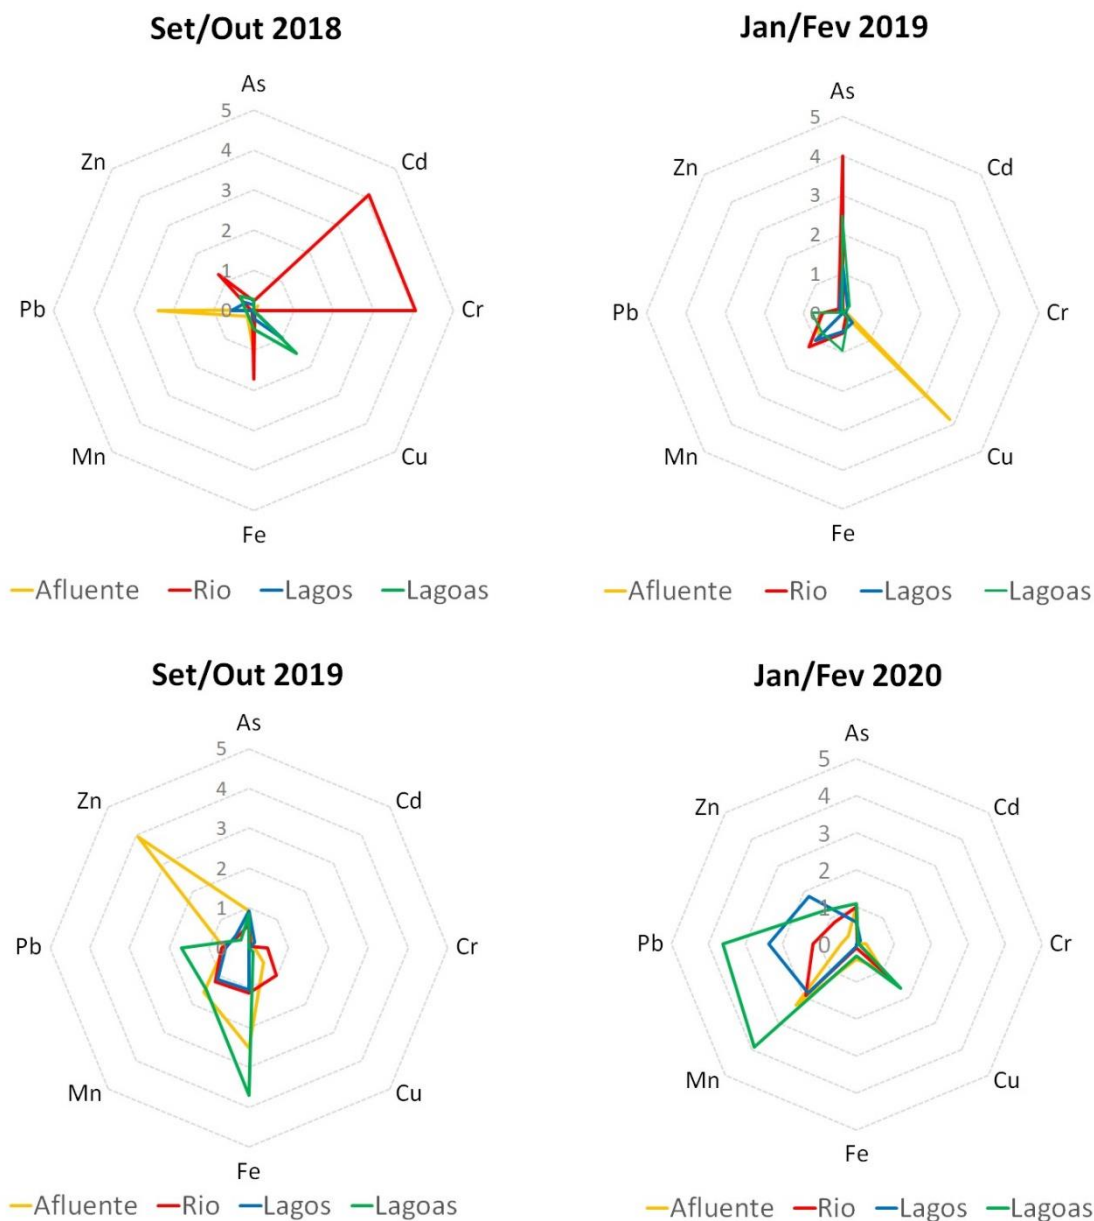 Set/Out 2018
As
5
4
3
2
1
0
Cd
Cr
Cu
Fe
Mn
Pb
Zn
Afluente Rio Lagos Lagoas
Jan/Fev 2019
As
5
4
3
2
1
0
Cd
Cr
Cu
Fe
Mn
Pb
Zn
Afluente Rio Lagos Lagoas
Set/Out 2019
As
5
4
3
2
1
0
Cd
Cr
Cu
Fe
Mn
Pb
Zn
Afluente Rio Lagos Lagoas
Jan/Fev 2020
As
5
4
3
2
1
0
Cd
Cr
Cu
Fe
Mn
Pb
Zn
Afluente Rio Lagos Lagoas